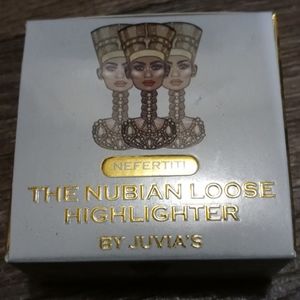 NEFERTITI
THE NUBIAN LOOSE
HIGHLIGHTER
BY JUVIA'S